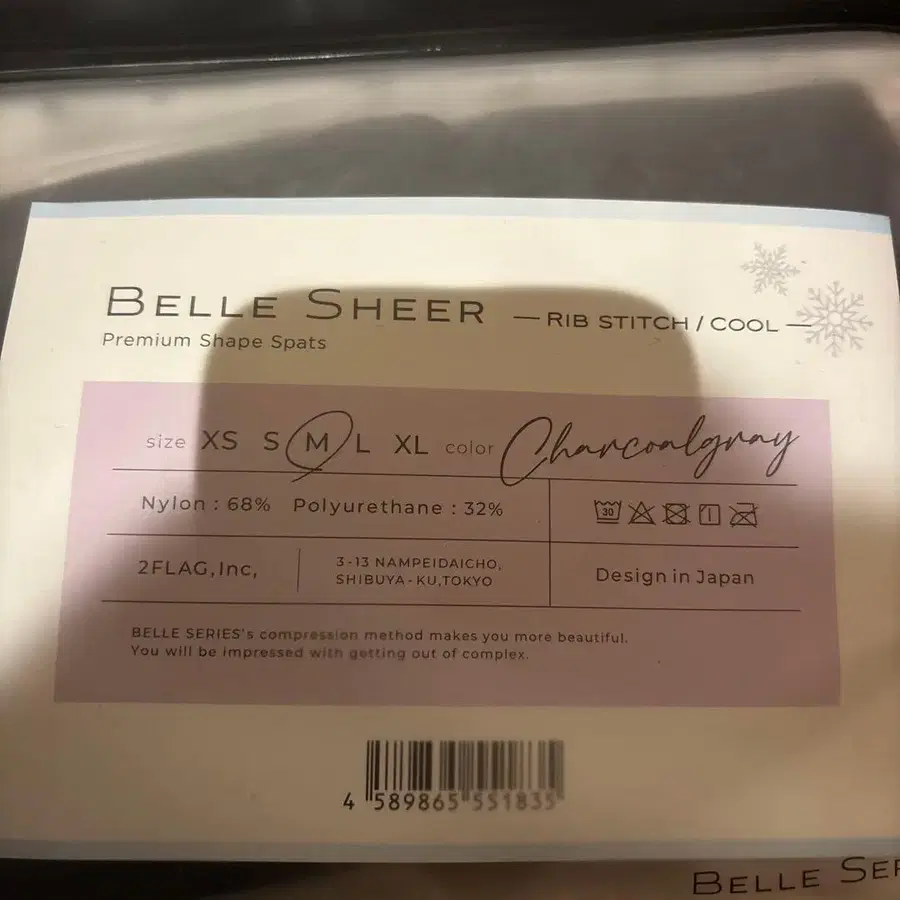 BELLE SHEER —RIB STITCH / COOL—
Premium Shape Spats
size XS S M L XL color Charcoalgray
Nylon : 68% Polyurethane : 32%
30
2FLAG,Inc,
3-13 NAMPEIDAICHO,
SHIBUYA-KU,TOKYO
Design in Japan
BELLE SERIES's compression method makes you more beautiful.
You will be impressed with getting out of complex.
4 589865 551835
BELLE SER